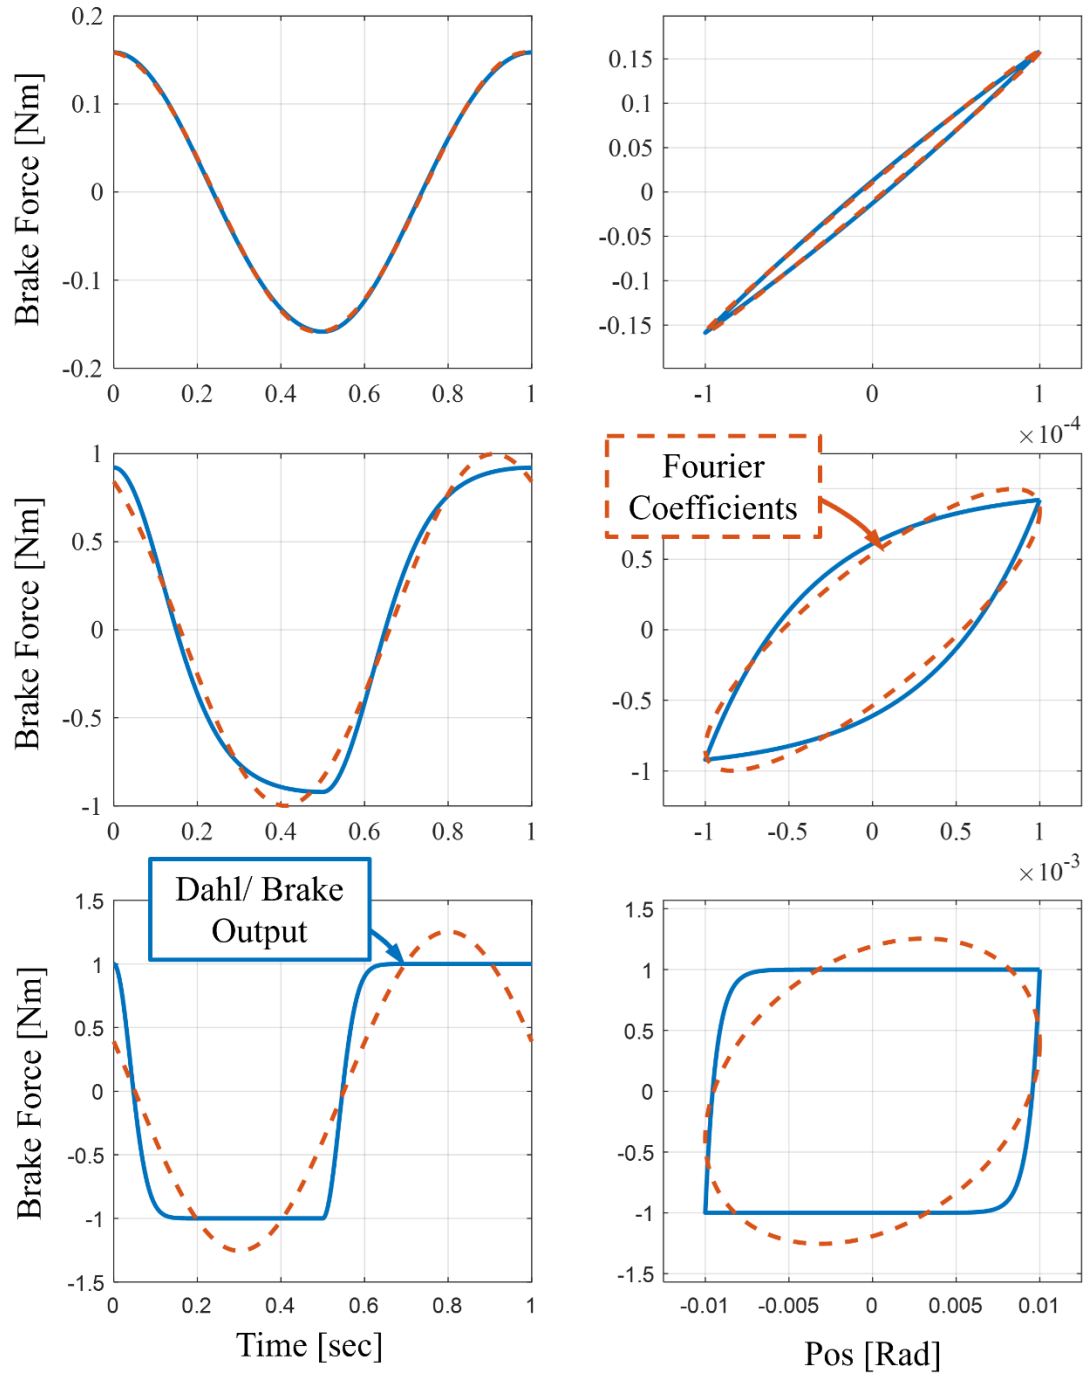 0.2
0.1
0
-0.1
-0.2
0 0.2 0.4 0.6 0.8 1
Brake Force [Nm]
0.15
0.1
0.05
0
-0.05
-0.1
-0.15
-1 0 1
×10-4
1
0.5
0
-0.5
-1
0 0.2 0.4 0.6 0.8 1
Brake Force [Nm]
Fourier
Coefficients
0.5
0
-0.5
-1
-1 -0.5 0 0.5 1
×10-3
Dahl/ Brake
Output
1.5
1
0.5
0
-0.5
-1
-1.5
0 0.2 0.4 0.6 0.8 1
Brake Force [Nm]
Time [sec]
1.5
1
0.5
0
-0.5
-1
-1.5
-0.01 -0.005 0 0.005 0.01
Pos [Rad]